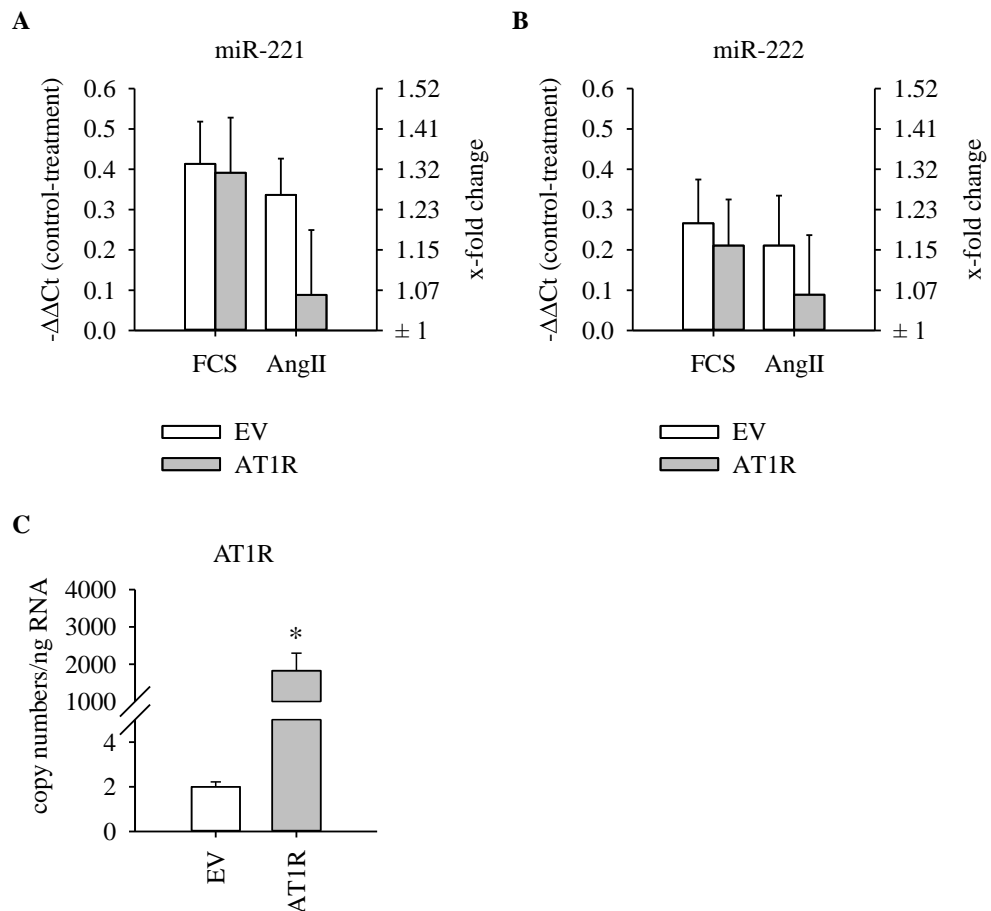 A
miR-221
-ΔΔCt (control-treatment)
0.6
0.5
0.4
0.3
0.2
0.1
0.0
1.52
1.41
1.32
1.23
1.15
1.07
± 1
x-fold change
FCS AngII
EV
AT1R
B
miR-222
-ΔΔCt (control-treatment)
0.6
0.5
0.4
0.3
0.2
0.1
0.0
1.52
1.41
1.32
1.23
1.15
1.07
± 1
x-fold change
FCS AngII
EV
AT1R
C
AT1R
copy numbers/ng RNA
4000
3000
2000
1000
4
2
0
*
EV
AT1R